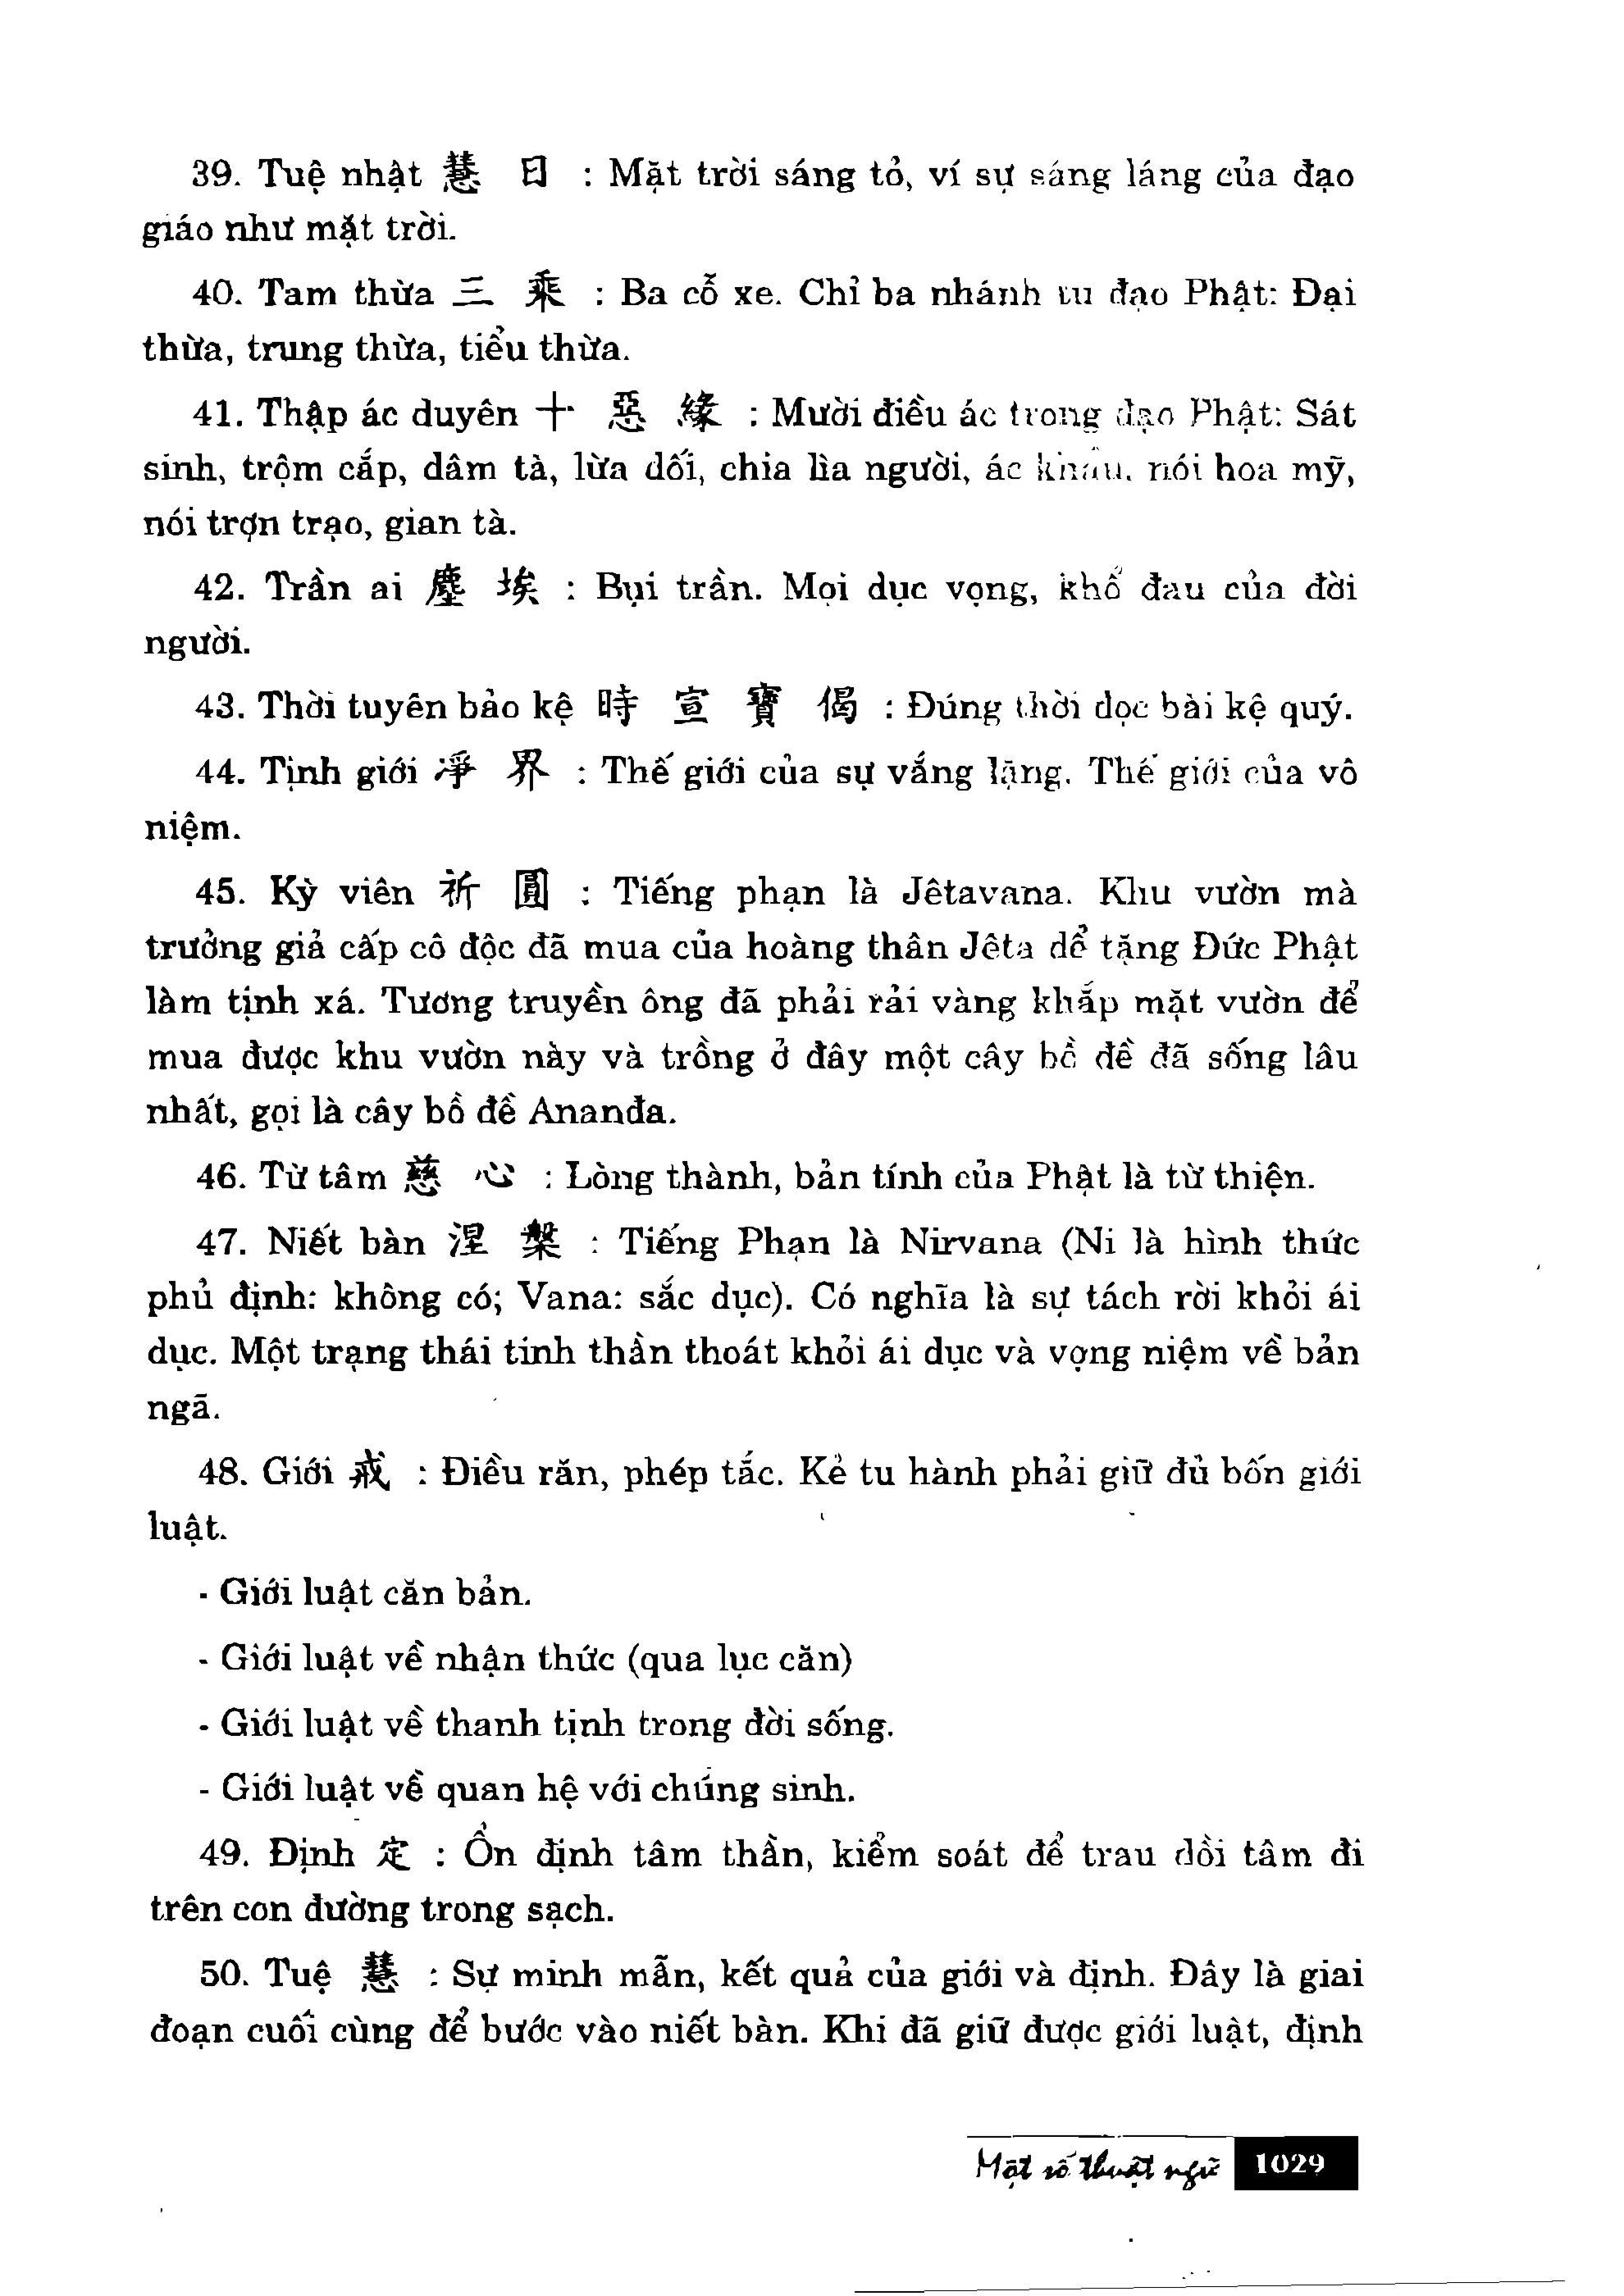 39. Tuệ nhật 慧 日 : Mặt trời sáng tỏ, ví sự sáng láng của đạo
giáo như mặt trời.
40. Tam thừa 三 乘 : Ba cỗ xe. Chỉ ba nhánh tu đạo Phật: Đại
thừa, trung thừa, tiểu thừa.
41. Thập ác duyên 十 惡 緣 : Mười điều ác trong đạo Phật: Sát
sinh, trộm cắp, dâm tà, lừa dối, chia lìa người, ác khẩu, nói hoa mỹ,
nói trợn trạo, gian tà.
42. Trần ai 塵 埃 : Bụi trần. Mọi dục vọng, khổ đau của đời
người.
43. Thời tuyên bảo kệ 時 宣 寶 偈 : Đúng thời đọc bài kệ quý.
44. Tịnh giới 淨 界 : Thế giới của sự vắng lặng. Thế giới của vô
niệm.
45. Kỳ viên 祈 圓 : Tiếng phạn là Jêtavana. Khu vườn mà
trưởng giả cấp cô độc đã mua của hoàng thân Jêta để tặng Đức Phật
làm tịnh xá. Tương truyền ông đã phải rải vàng khắp mặt vườn để
mua được khu vườn này và trồng ở đây một cây bồ đề đã sống lâu
nhất, gọi là cây bồ đề Ananđa.
46. Từ tâm 慈 心 : Lòng thành, bản tính của Phật là từ thiện.
47. Niết bàn 涅 槃 : Tiếng Phạn là Nirvana (Ni là hình thức
phủ định: không có; Vana: sắc dục). Có nghĩa là sự tách rời khỏi ái
dục. Một trạng thái tinh thần thoát khỏi ái dục và vọng niệm về bản
ngã.
48. Giới 戒 : Điều răn, phép tắc. Kẻ tu hành phải giữ đủ bốn giới
luật.
- Giới luật căn bản.
- Giới luật về nhận thức (qua lục căn)
- Giới luật về thanh tịnh trong đời sống.
- Giới luật về quan hệ với chúng sinh.
49. Định 定 : Ổn định tâm thần, kiểm soát để trau dồi tâm đi
trên con đường trong sạch.
50. Tuệ 慧 : Sự minh mẫn, kết quả của giới và định. Đây là giai
đoạn cuối cùng để bước vào niết bàn. Khi đã giữ được giới luật, định
Một số thuật ngữ 1029